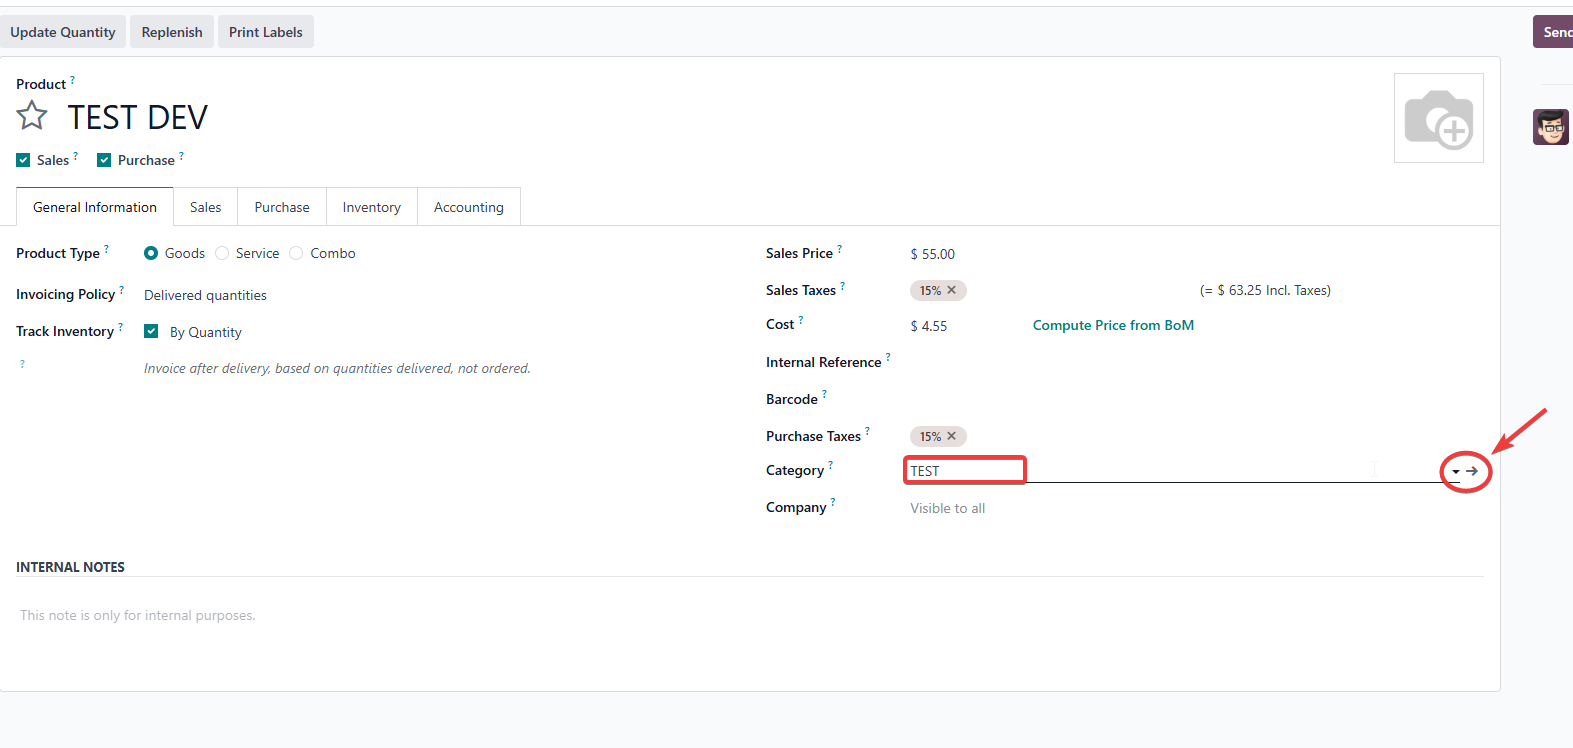 Update Quantity Replenish Print Labels Send
Product ?
TEST DEV
Sales ? Purchase ?
General Information Sales Purchase Inventory Accounting
Product Type ? Goods Service Combo
Invoicing Policy ? Delivered quantities
Track Inventory ? By Quantity
? Invoice after delivery, based on quantities delivered, not ordered.
Sales Price ? $ 55.00
Sales Taxes ? 15% × (= $ 63.25 Incl. Taxes)
Cost ? $ 4.55 Compute Price from BoM
Internal Reference ?
Barcode ?
Purchase Taxes ? 15% ×
Category ? TEST
Company ? Visible to all
INTERNAL NOTES
This note is only for internal purposes.